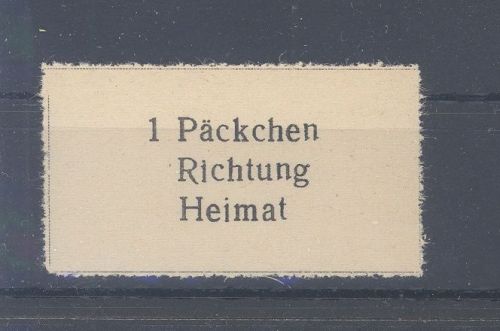 1 Päckchen
Richtung
Heimat